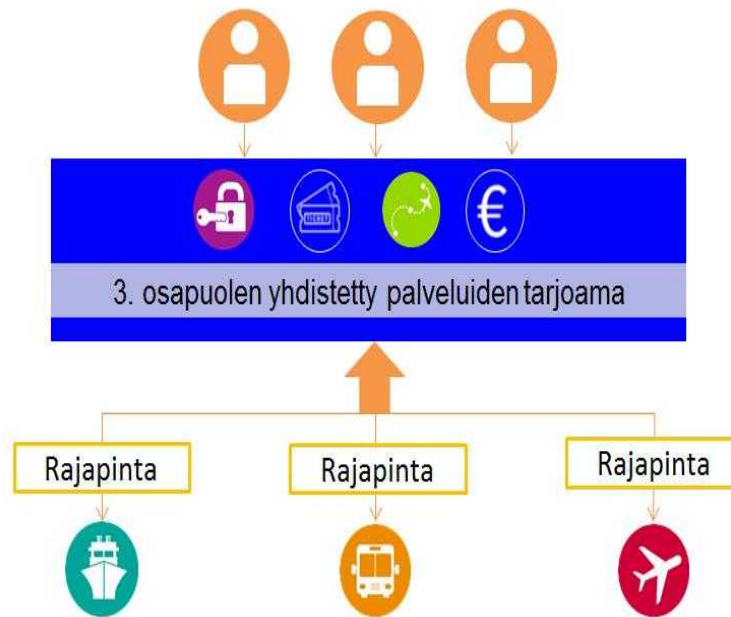 €
3. osapuolen yhdistetty palveluiden tarjoama
Rajapinta
Rajapinta
Rajapinta